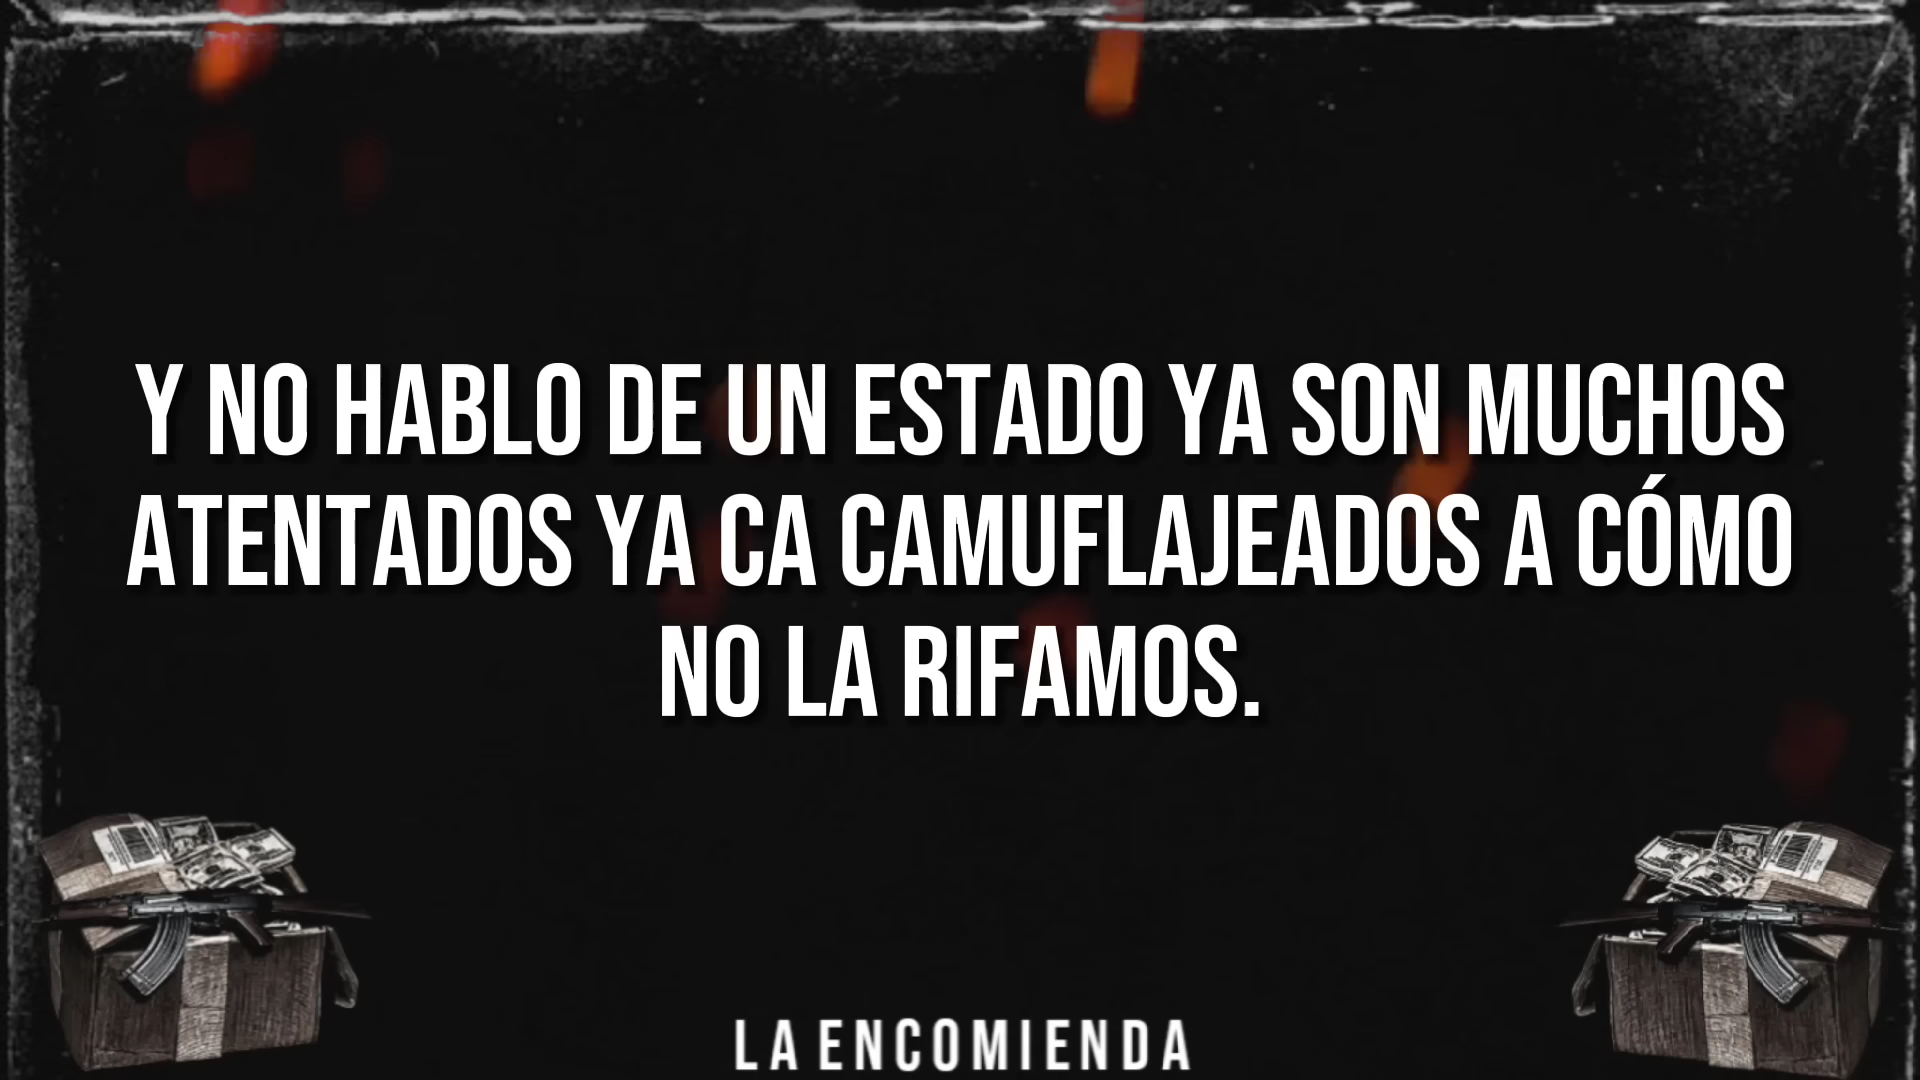 Y NO HABLO DE UN ESTADO YA SON MUCHOS
ATENTADOS YA CA CAMUFLAJEADOS A CÓMO
NO LA RIFAMOS.
LA ENCOMIENDA